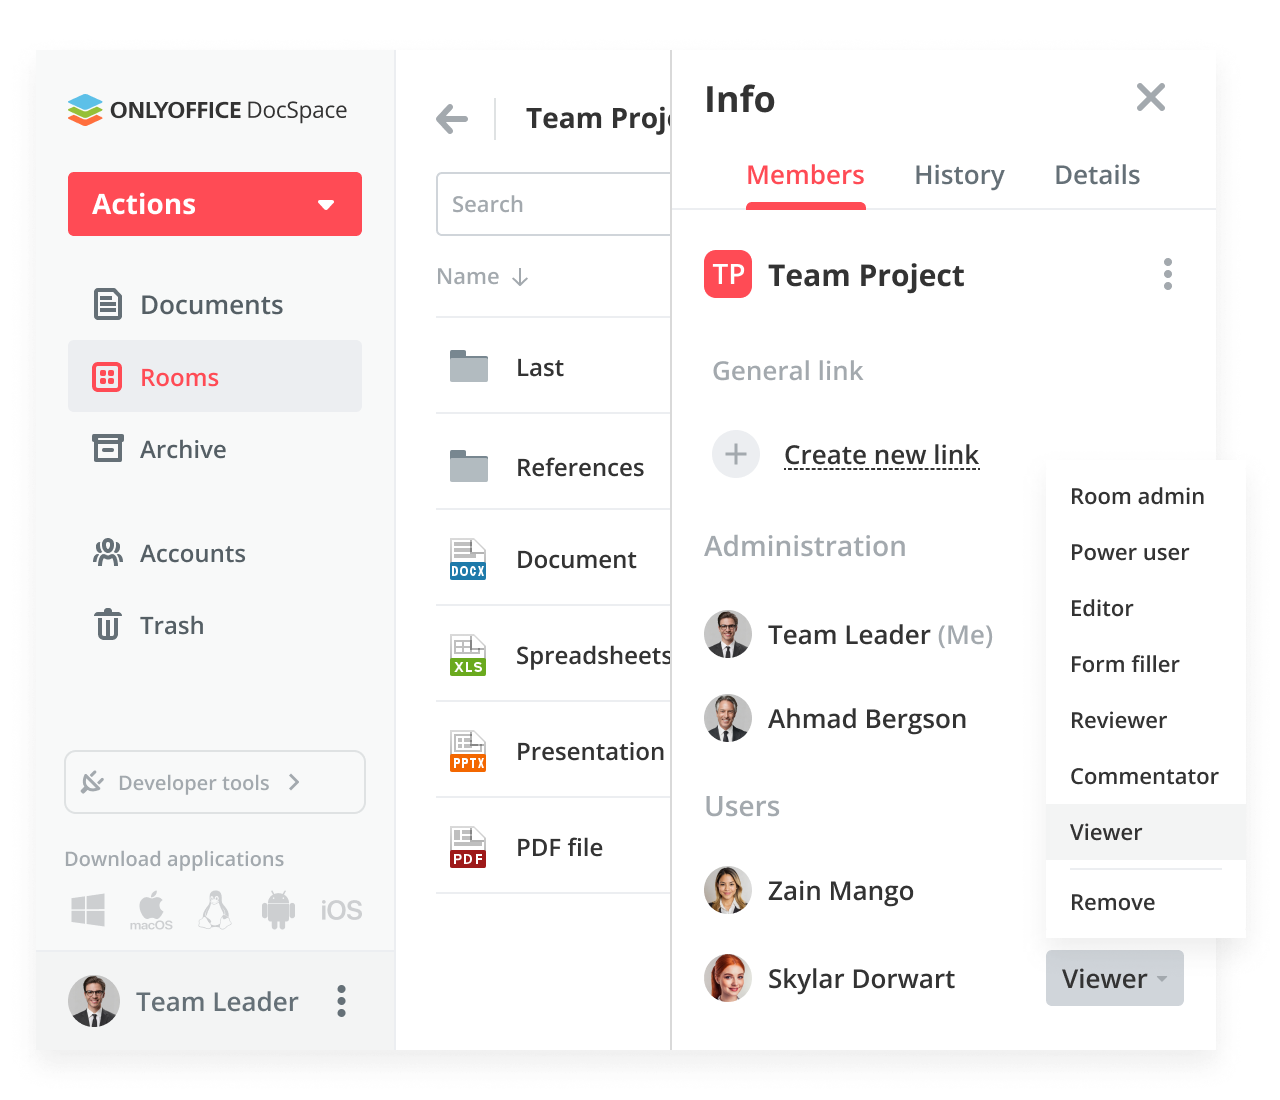 ONLYOFFICE DocSpace
Actions
Documents
Rooms
Archive
Accounts
Trash
Developer tools
Download applications
macOS
iOS
Team Leader
Team Proj
Search
Name
Last
References
Document
DOCX
Spreadsheets
XLS
Presentation
PPTX
PDF file
PDF
Info
Members History Details
TP Team Project
General link
Create new link
Administration
Team Leader (Me)
Ahmad Bergson
Users
Zain Mango
Skylar Dorwart
Viewer
Room admin
Power user
Editor
Form filler
Reviewer
Commentator
Viewer
Remove